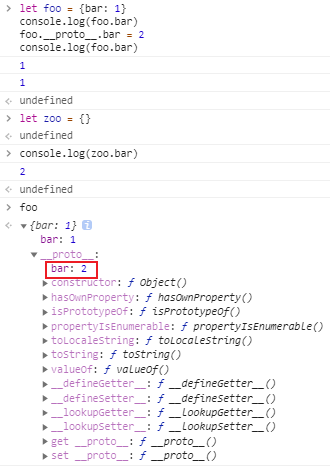 let foo = {bar: 1}
console.log(foo.bar)
foo.__proto__.bar = 2
console.log(foo.bar)
1
1
undefined
let zoo = {}
undefined
console.log(zoo.bar)
2
undefined
foo
{bar: 1} i
bar: 1
__proto__:
bar: 2
constructor: ƒ Object()
hasOwnProperty: ƒ hasOwnProperty()
isPrototypeOf: ƒ isPrototypeOf()
propertyIsEnumerable: ƒ propertyIsEnumerable()
toLocaleString: ƒ toLocaleString()
toString: ƒ toString()
valueOf: ƒ valueOf()
__defineGetter__: ƒ __defineGetter__()
__defineSetter__: ƒ __defineSetter__()
__lookupGetter__: ƒ __lookupGetter__()
__lookupSetter__: ƒ __lookupSetter__()
get __proto__: ƒ __proto__()
set __proto__: ƒ __proto__()